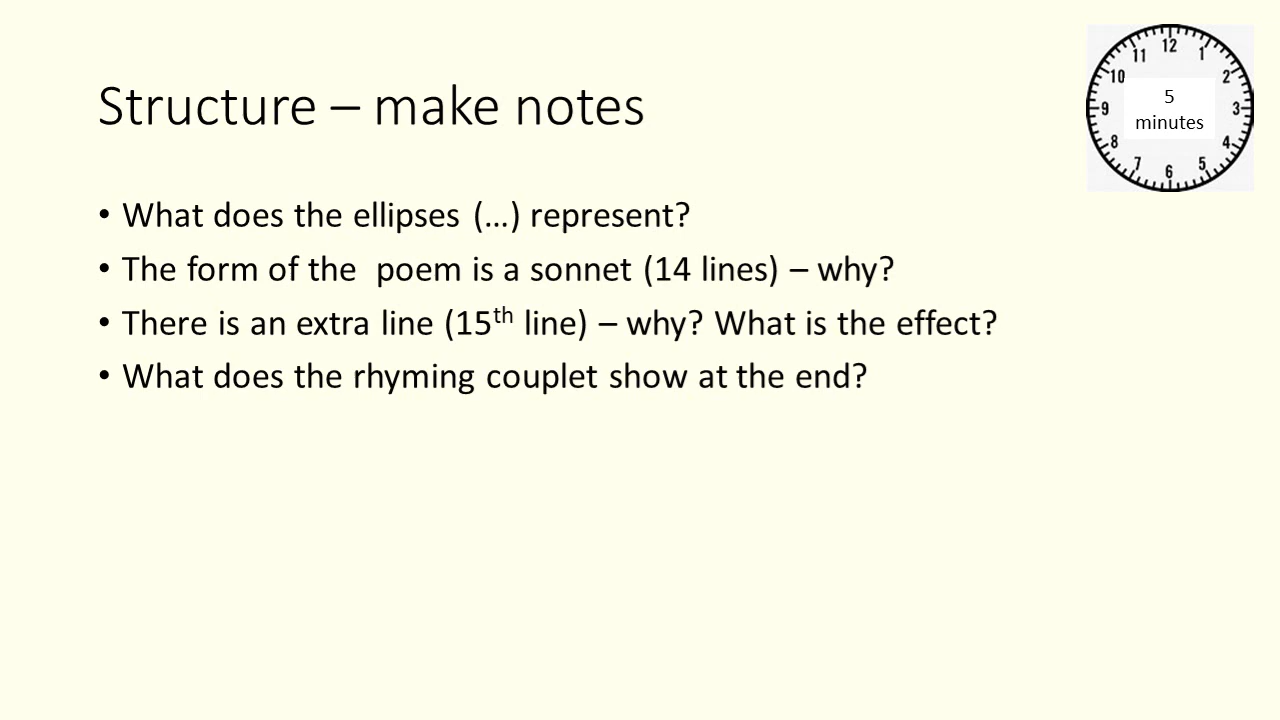 Structure – make notes
12
1
2
3
4
5
6
7
8
9
10
11
5
minutes
• What does the ellipses (…) represent?
• The form of the  poem is a sonnet (14 lines) – why?
• There is an extra line (15th line) – why? What is the effect?
• What does the rhyming couplet show at the end?